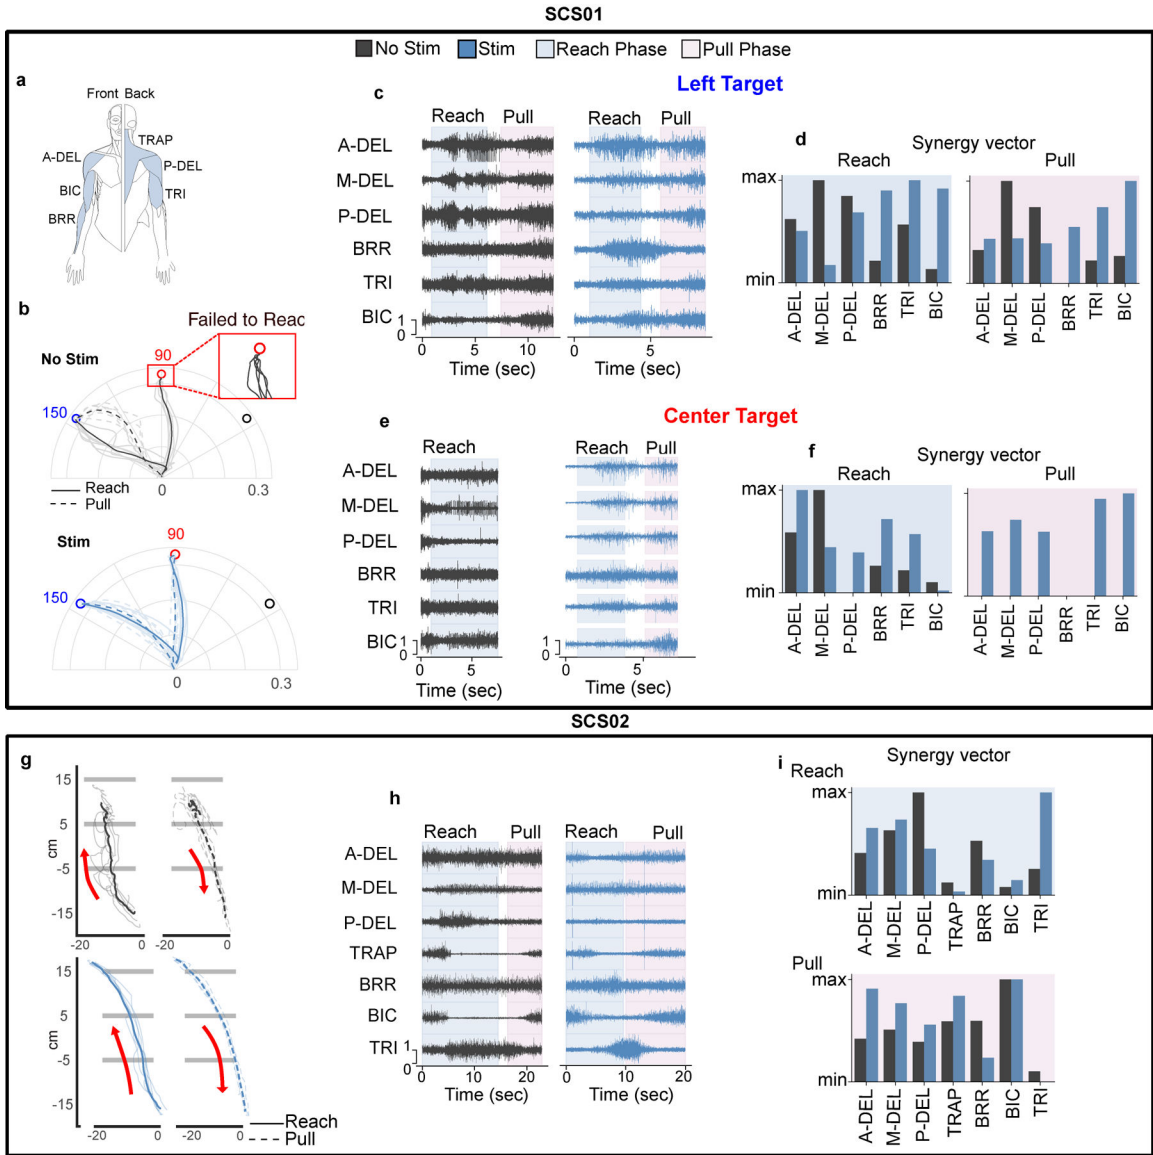 SCS01
No Stim Stim Reach Phase Pull Phase
a
Front Back
TRAP
A-DEL
P-DEL
BIC
TRI
BRR
b
Failed to Reac
No Stim
90
150
0
0.3
Reach
Pull
Stim
90
150
0
0.3
Left Target
c
Reach Pull
Reach Pull
A-DEL
M-DEL
P-DEL
BRR
TRI
BIC
1
0
0 5 10
0 5
Time (sec)
Time (sec)
d
Synergy vector
Reach
Pull
max
min
max
min
A-DEL
M-DEL
P-DEL
BRR
TRI
BIC
A-DEL
M-DEL
P-DEL
BRR
TRI
BIC
Center Target
e
Reach
Reach Pull
A-DEL
M-DEL
P-DEL
BRR
TRI
BIC
1
0
1
0
0 5
0 5
Time (sec)
Time (sec)
f
Synergy vector
Reach
Pull
max
min
max
min
A-DEL
M-DEL
P-DEL
BRR
TRI
BIC
A-DEL
M-DEL
P-DEL
BRR
TRI
BIC
SCS02
g
15
5
cm
-5
-15
-20 0
-20 0
15
5
cm
-5
-15
-20 0
-20 0
Reach
Pull
h
Reach Pull
Reach Pull
A-DEL
M-DEL
P-DEL
TRAP
BRR
BIC
TRI
1
0
0 10 20
0 10 20
Time (sec)
Time (sec)
i
Synergy vector
Reach
max
min
A-DEL
M-DEL
P-DEL
TRAP
BRR
BIC
TRI
Pull
max
min
A-DEL
M-DEL
P-DEL
TRAP
BRR
BIC
TRI